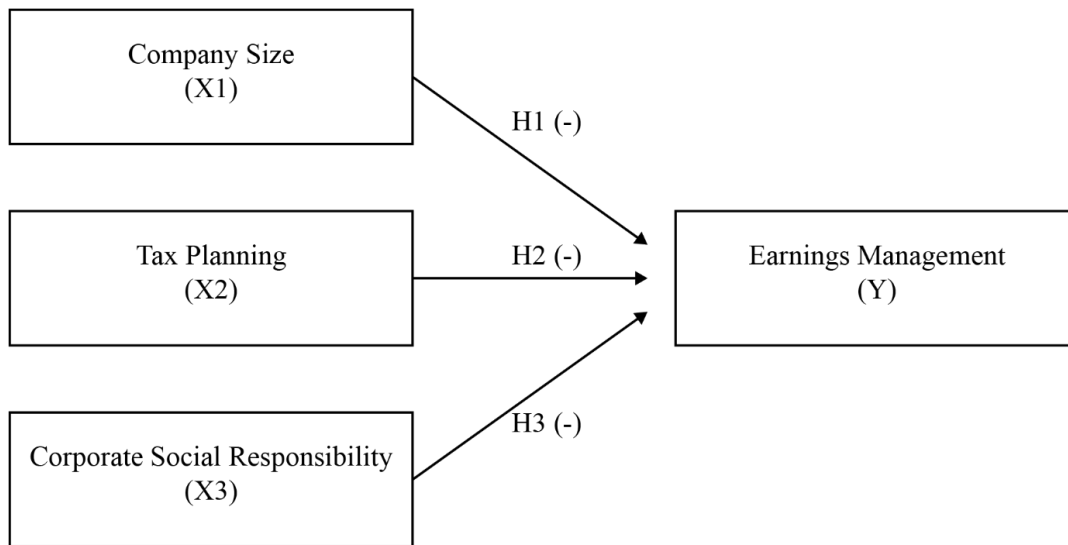 Company Size
(X1)
H1 (-)
Tax Planning
(X2)
H2 (-)
Earnings Management
(Y)
Corporate Social Responsibility
(X3)
H3 (-)